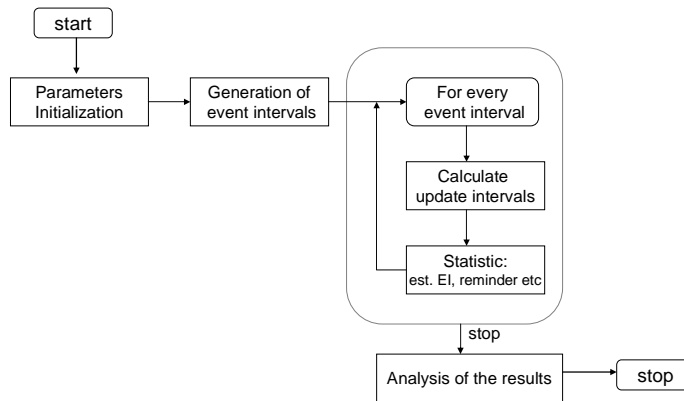 start
Parameters
Initialization
Generation of
event intervals
For every
event interval
Calculate
update intervals
Statistic:
est. EI, reminder etc
stop
Analysis of the results
stop